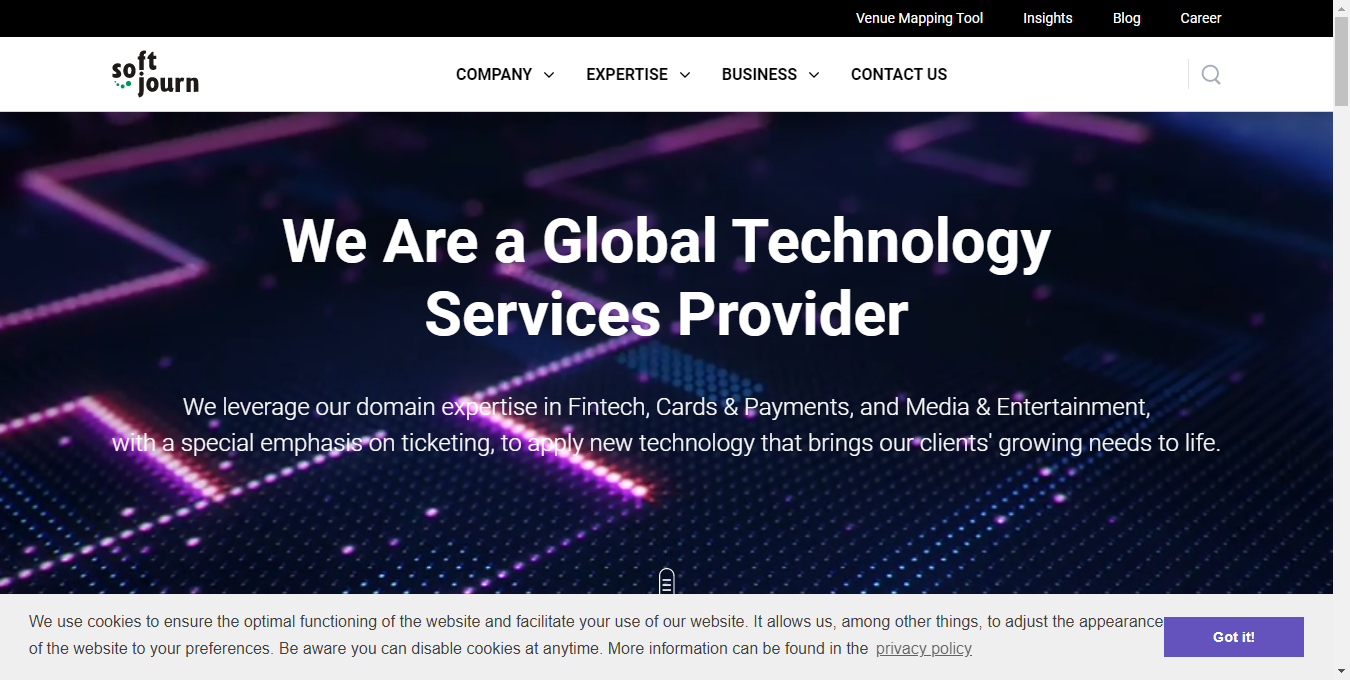 Venue Mapping Tool Insights Blog Career
soft
journ
COMPANY EXPERTISE BUSINESS CONTACT US
We Are a Global Technology
Services Provider
We leverage our domain expertise in Fintech, Cards & Payments, and Media & Entertainment,
with a special emphasis on ticketing, to apply new technology that brings our clients' growing needs to life.
We use cookies to ensure the optimal functioning of the website and facilitate your use of our website. It allows us, among other things, to adjust the appearance
of the website to your preferences. Be aware you can disable cookies at anytime. More information can be found in the privacy policy
Got it!